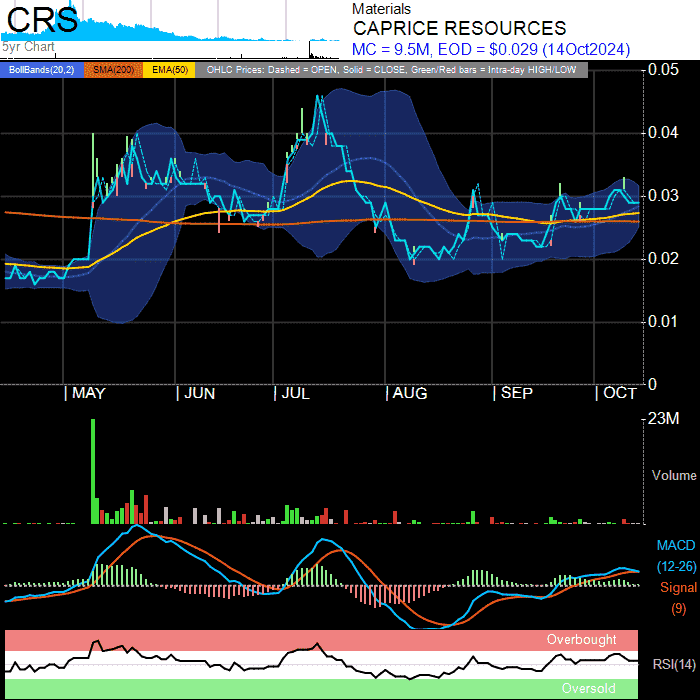 CRS
5yr Chart
Materials
CAPRICE RESOURCES
MC = 9.5M, EOD = $0.029 (14Oct2024)
BollBands(20,2) SMA(200) EMA(50) OHLC Prices: Dashed = OPEN, Solid = CLOSE, Green/Red bars = Intra-day HIGH/LOW
0.05
0.04
0.03
0.02
0.01
0
| MAY | JUN | JUL | AUG | SEP | OCT
23M
Volume
MACD
(12-26)
Signal
(9)
Overbought
RSI(14)
Oversold